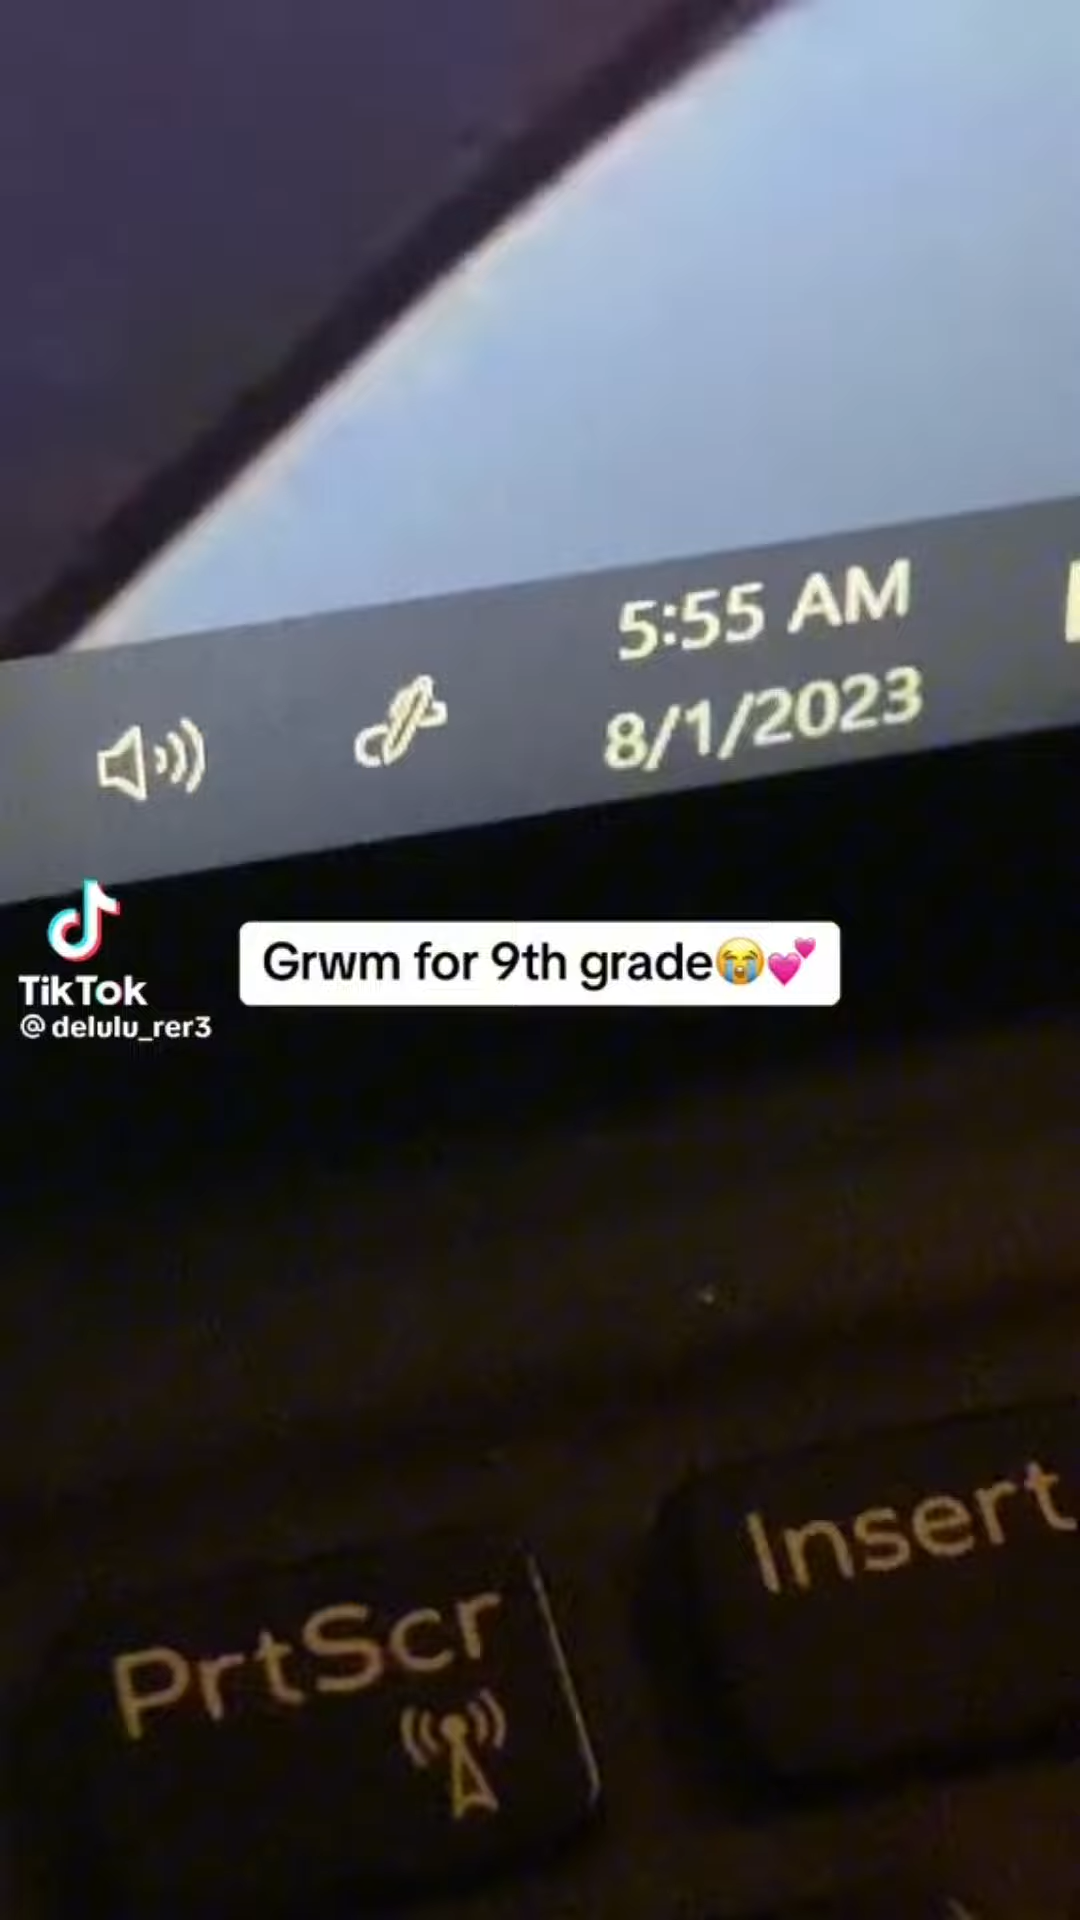 5:55 AM
8/1/2023
TikTok
@delulu_rer3
Grwm for 9th grade😭💕
Insert
PrtScr